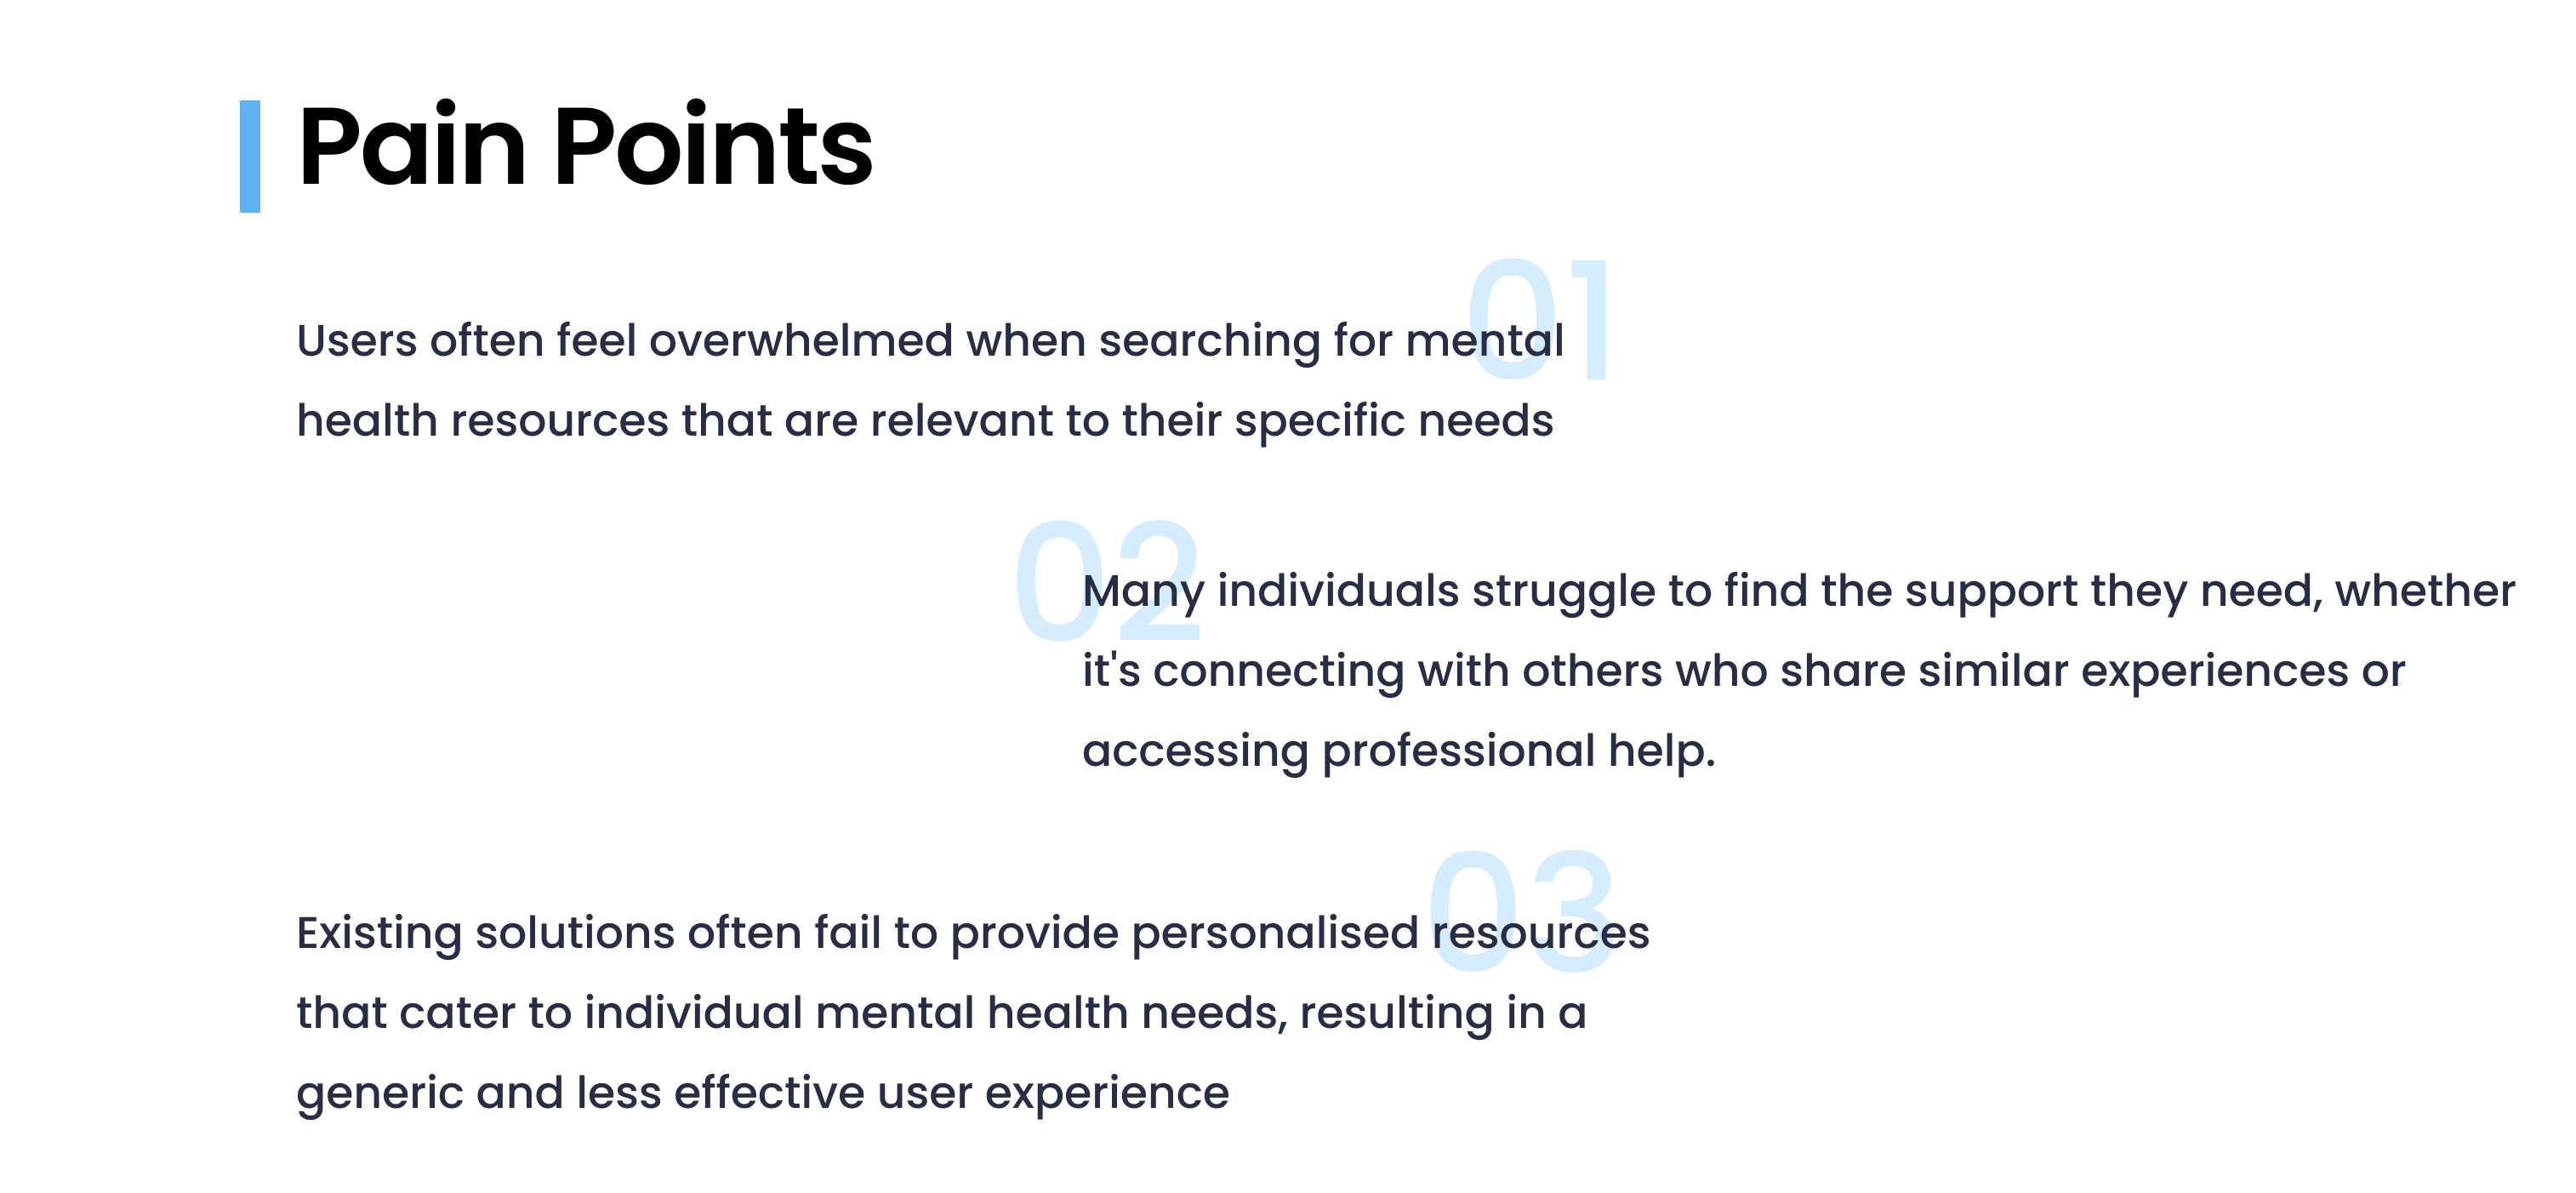 Pain Points
01
Users often feel overwhelmed when searching for mental
health resources that are relevant to their specific needs
02
Many individuals struggle to find the support they need, whether
it's connecting with others who share similar experiences or
accessing professional help.
03
Existing solutions often fail to provide personalised resources
that cater to individual mental health needs, resulting in a
generic and less effective user experience